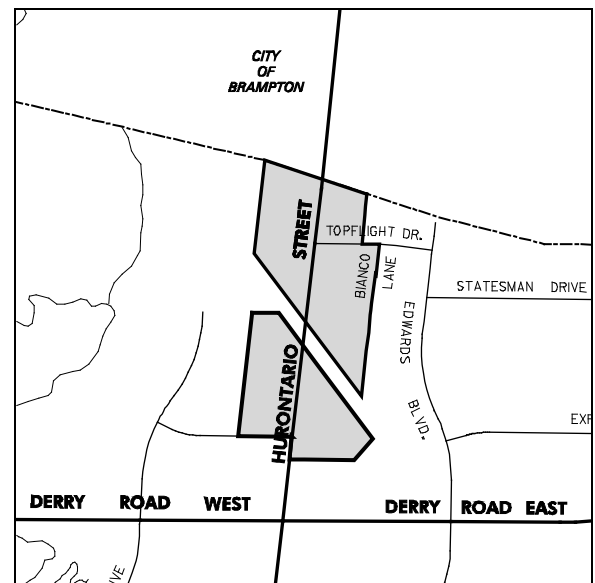 CITY
OF
BRAMPTON
STREET
TOPFLIGHT DR.
BIANCO
LANE
STATESMAN DRIVE
EDWARDS
BLVD.
HURONTARIO
DERRY ROAD WEST
DERRY ROAD EAST